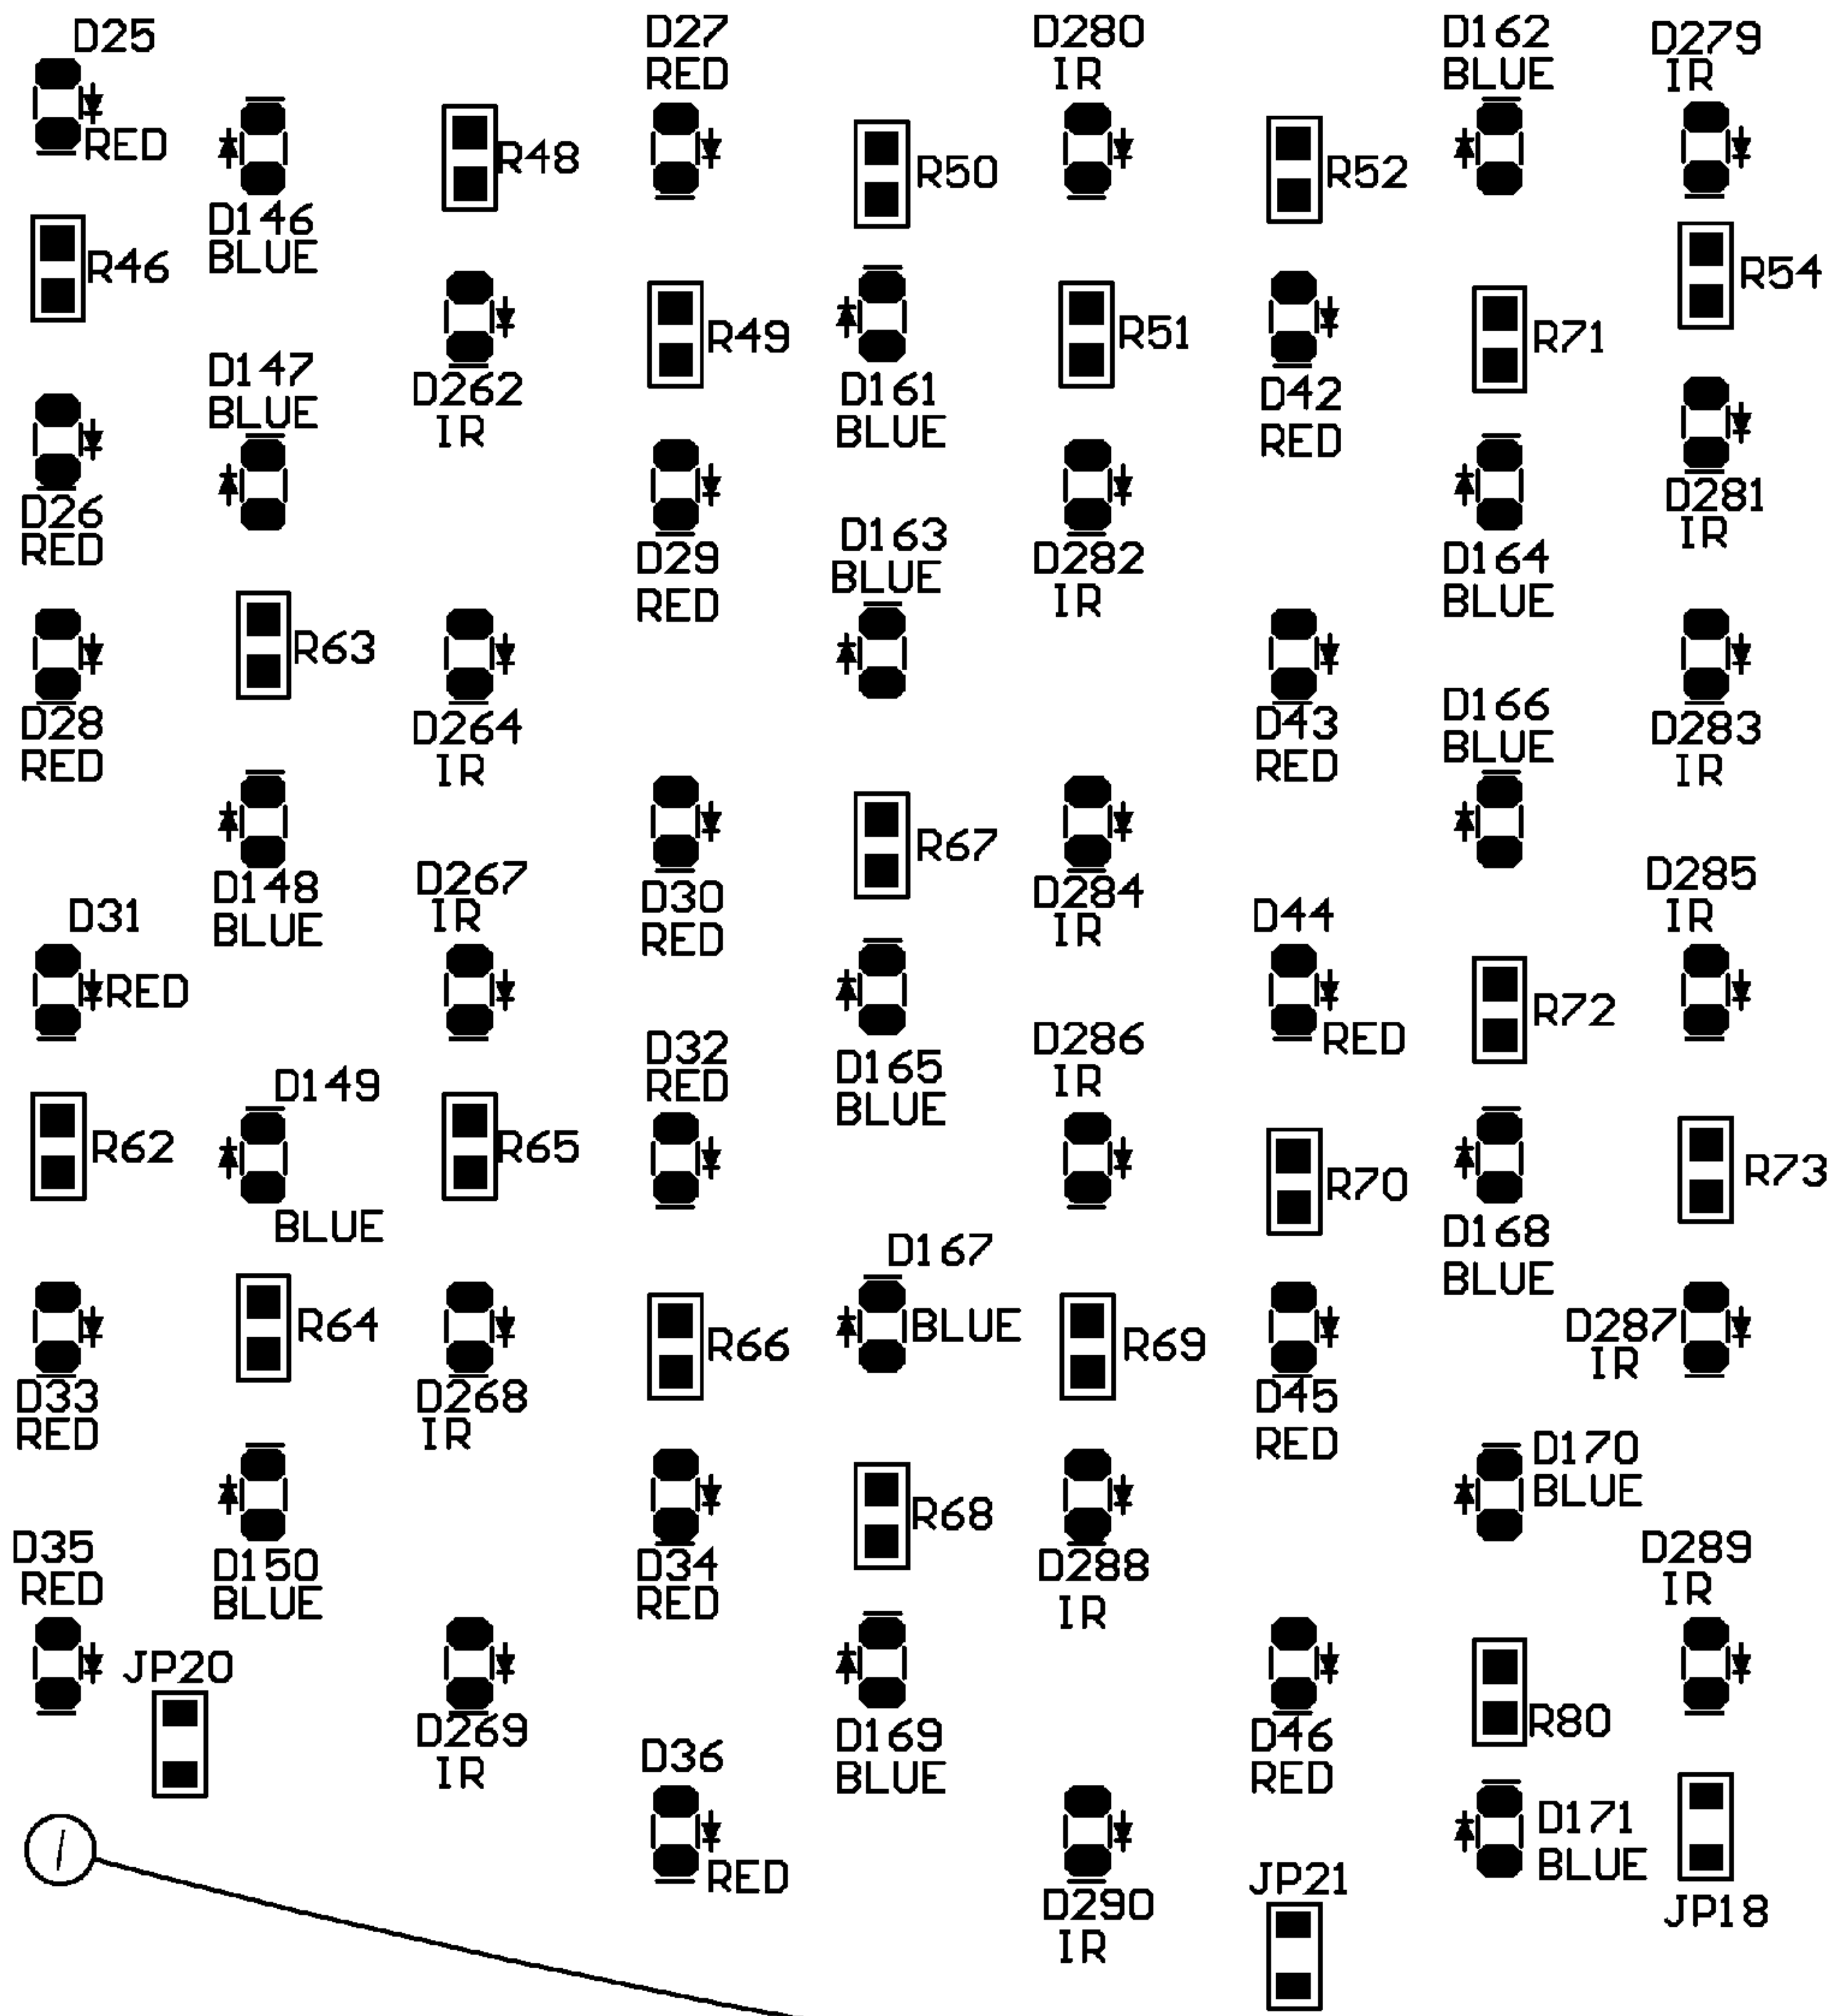 D25
RED
D27
RED
D280
IR
D162
BLUE
D279
IR
D146
BLUE
R48
R50
R52
R46
R54
D147
BLUE
D262
IR
R49
D161
BLUE
R51
D42
RED
R71
D26
RED
D29
RED
D163
BLUE
D282
IR
D164
BLUE
D281
IR
D28
RED
R63
D264
IR
D43
RED
D166
BLUE
D283
IR
D148
BLUE
D267
IR
D30
RED
R67
D284
IR
D44
RED
D285
IR
D31
RED
D149
BLUE
D32
RED
D165
BLUE
D286
IR
R72
R62
R65
R70
D168
BLUE
R73
R64
D167
BLUE
D33
RED
D268
IR
R66
R69
D45
RED
D287
IR
D170
BLUE
D35
RED
D150
BLUE
D34
RED
R68
D288
IR
D289
IR
JP20
D269
IR
D36
RED
D169
BLUE
D46
RED
R80
D290
IR
JP21
D171
BLUE
JP18